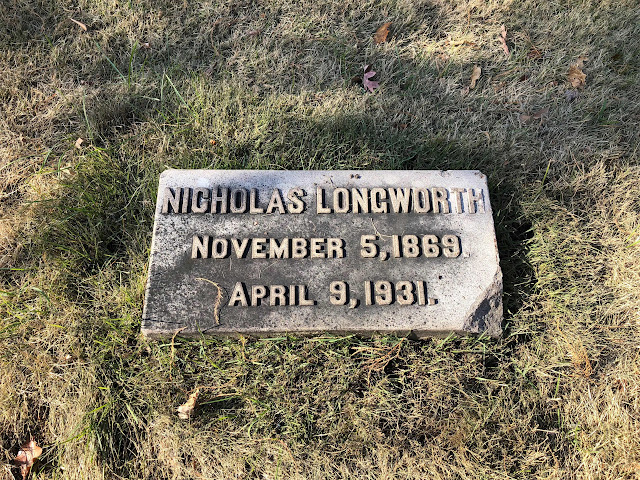 NICHOLAS LONGWORTH
NOVEMBER 5, 1869.
APRIL 9, 1931.